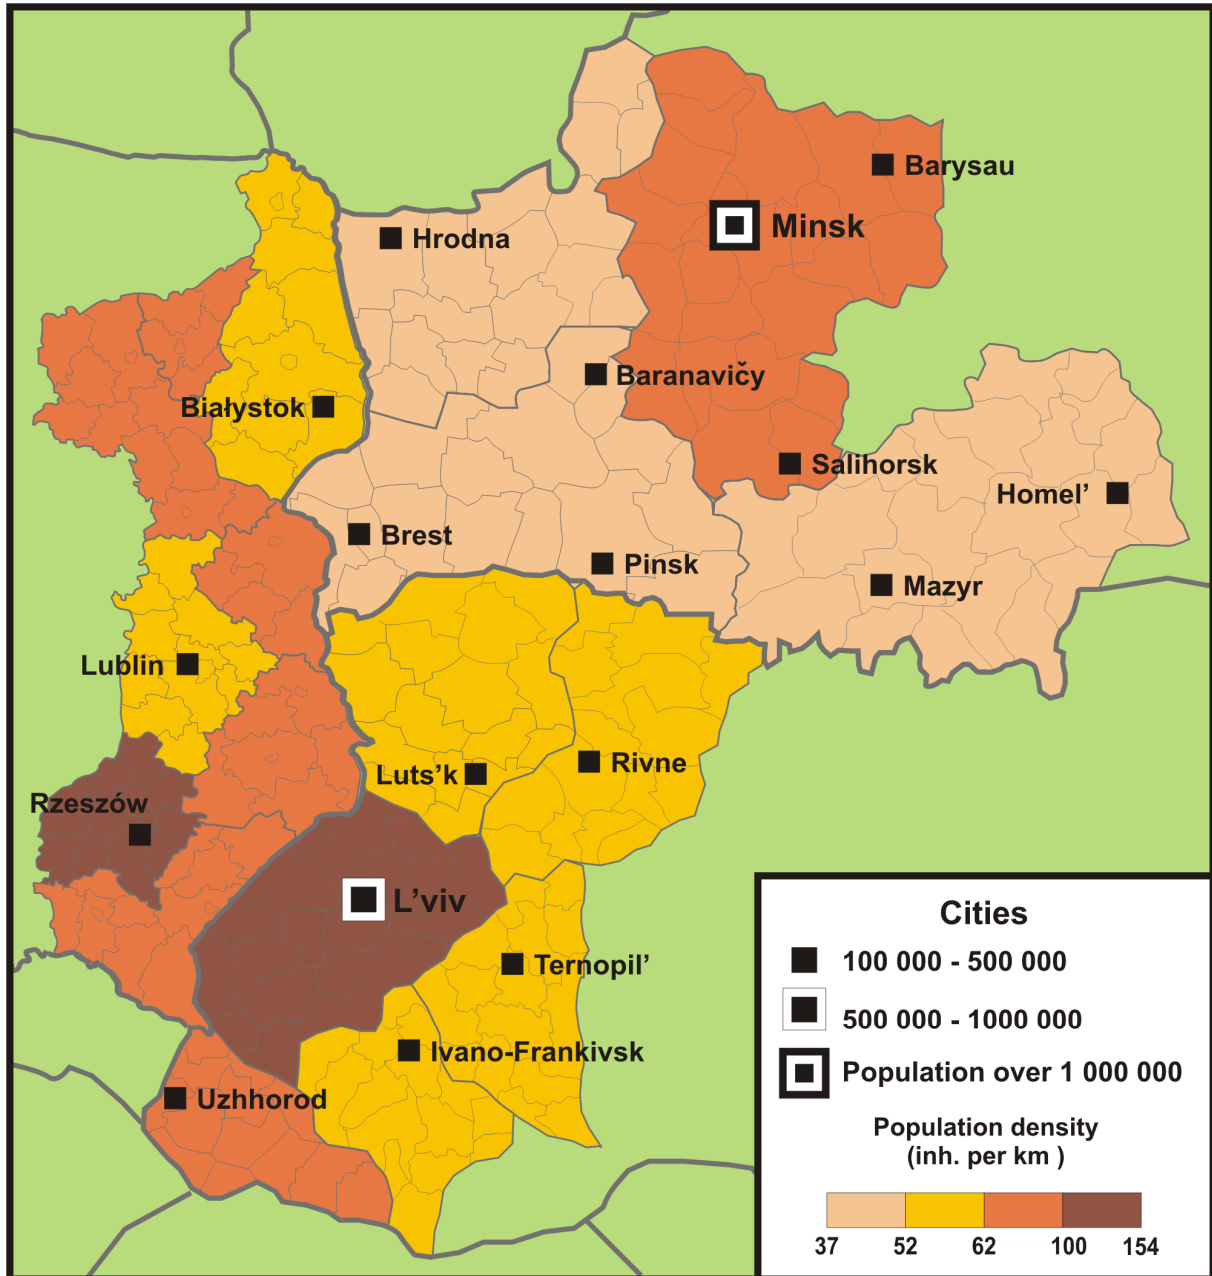 Barysau
Minsk
Hrodna
Baranavičy
Białystok
Salihorsk
Homel’
Brest
Pinsk
Mazyr
Lublin
Luts’k
Rivne
Rzeszów
L’viv
Ternopil’
Ivano-Frankivsk
Uzhhorod
Cities
100 000 - 500 000
500 000 - 1000 000
Population over 1 000 000
Population density
(inh. per km )
37 52 62 100 154